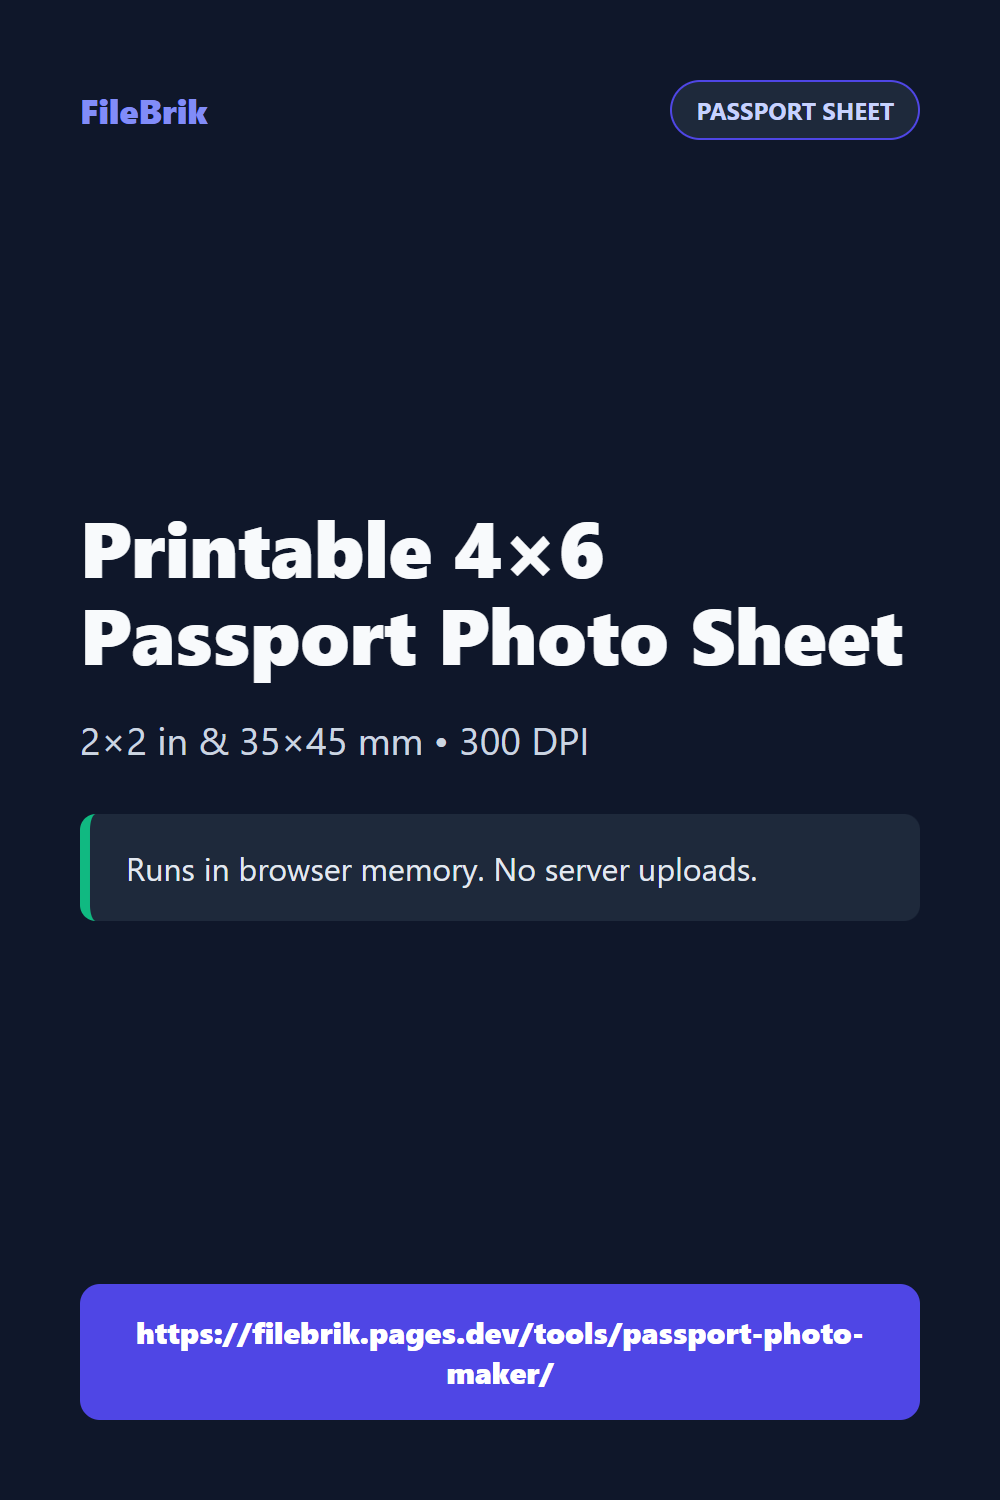 FileBrik
PASSPORT SHEET
Printable 4×6
Passport Photo Sheet
2×2 in & 35×45 mm • 300 DPI
Runs in browser memory. No server uploads.
https://filebrik.pages.dev/tools/passport-photo-
maker/